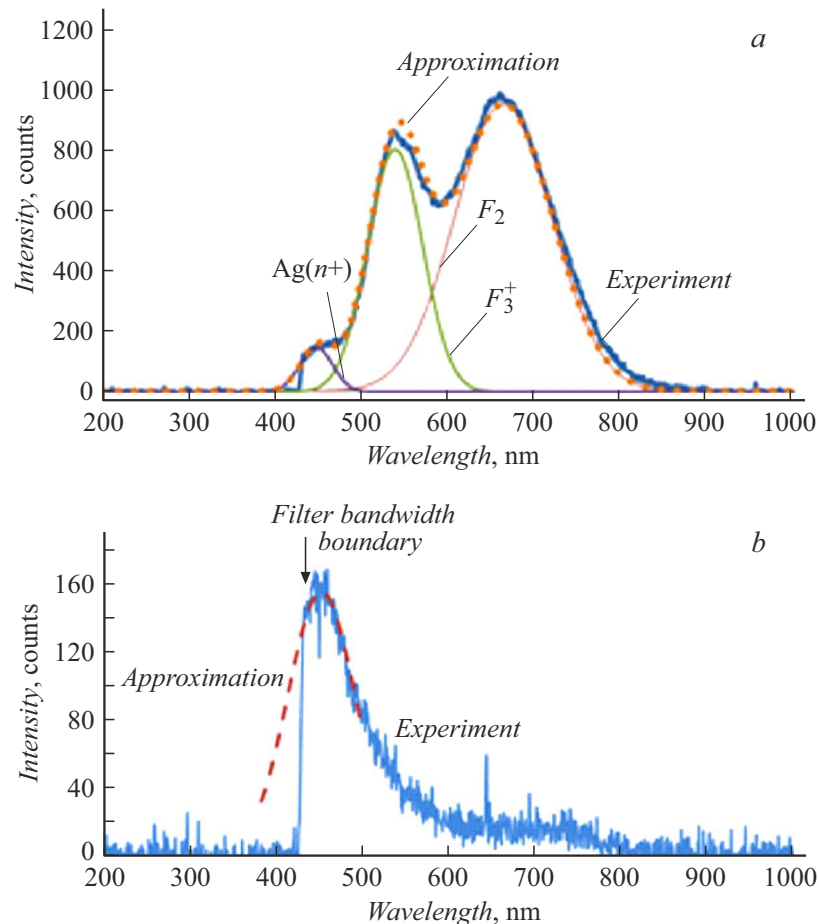 1200
a
Approximation
1000
800
600
F2
Intensity, counts
400
Ag(n+)
F3+
Experiment
200
0
200 300 400 500 600 700 800 900 1000
Wavelength, nm
Filter bandwidth
boundary
b
160
120
Approximation
Intensity, counts
80
Experiment
40
0
200 300 400 500 600 700 800 900 1000
Wavelength, nm